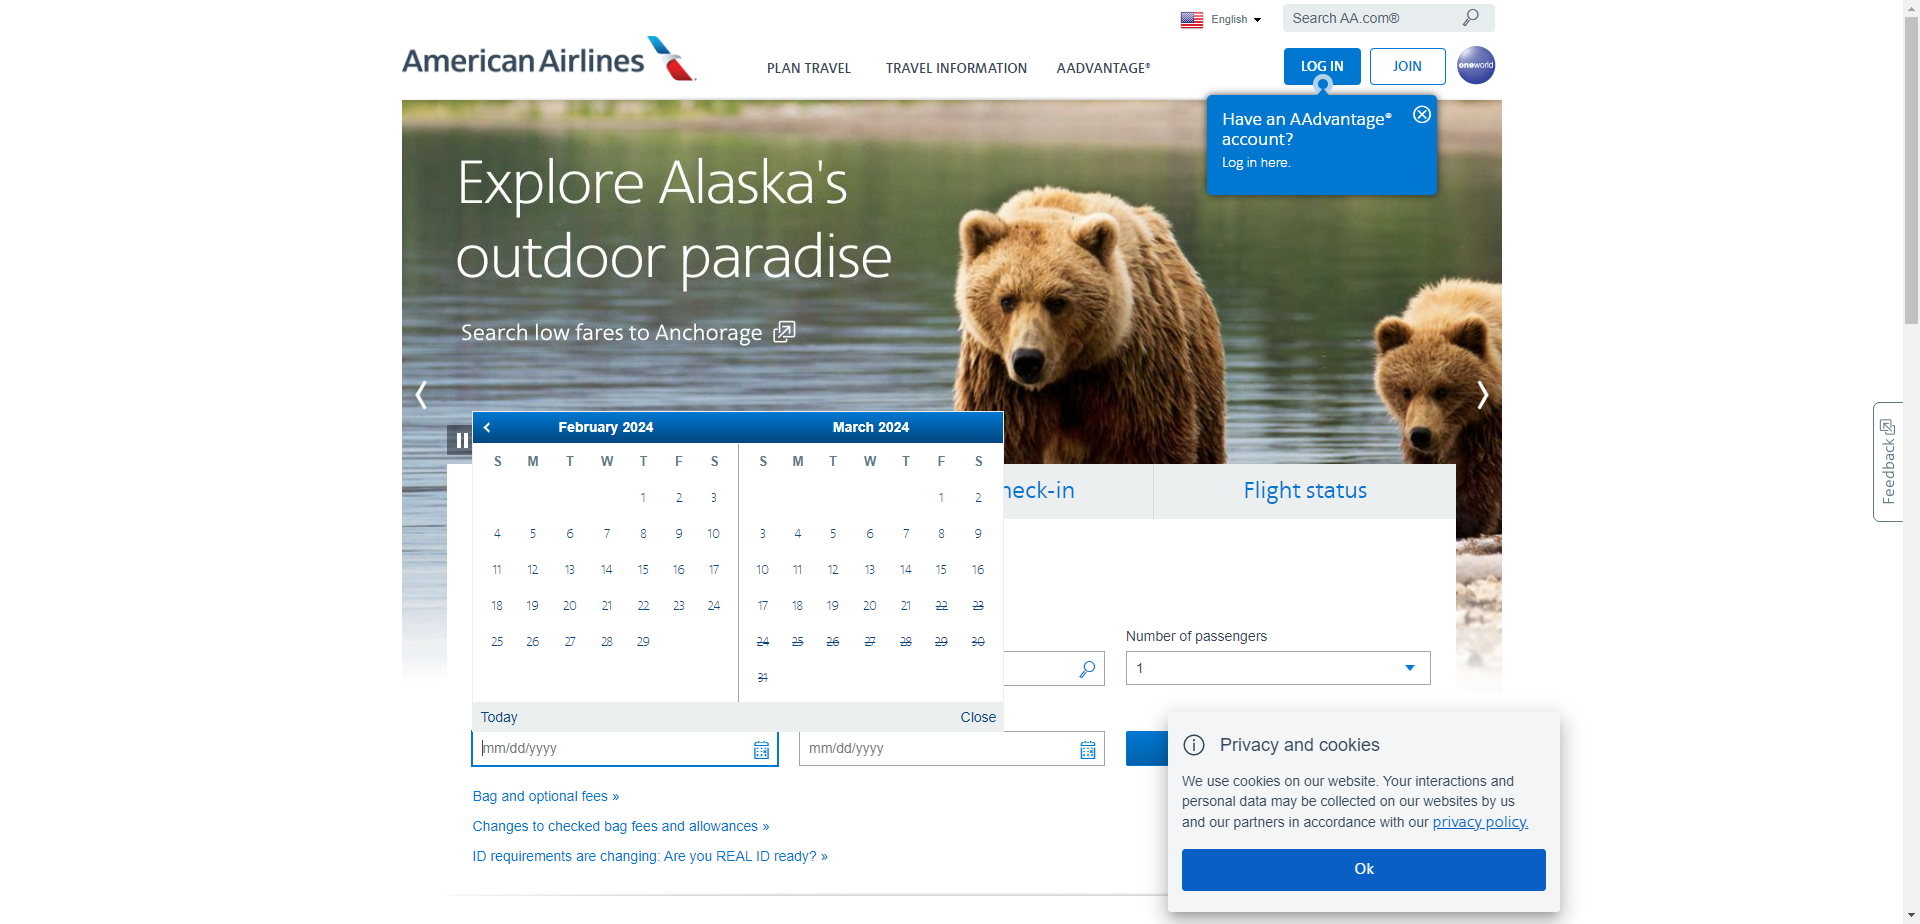 English
Search AA.com®
American Airlines
PLAN TRAVEL
TRAVEL INFORMATION
AADVANTAGE®
LOG IN
JOIN
oneworld
Have an AAdvantage®
account?
Log in here.
Explore Alaska's
outdoor paradise
Search low fares to Anchorage
February 2024
March 2024
S M T W T F S
S M T W T F S
1 2 3
1 2
4 5 6 7 8 9 10
3 4 5 6 7 8 9
11 12 13 14 15 16 17
10 11 12 13 14 15 16
18 19 20 21 22 23 24
17 18 19 20 21 22 23
25 26 27 28 29
24 25 26 27 28 29 30
31
Today
Close
heck-in
Flight status
Number of passengers
1
mm/dd/yyyy
mm/dd/yyyy
Bag and optional fees »
Changes to checked bag fees and allowances »
ID requirements are changing: Are you REAL ID ready? »
Privacy and cookies
We use cookies on our website. Your interactions and
personal data may be collected on our websites by us
and our partners in accordance with our privacy policy.
Ok
Feedback